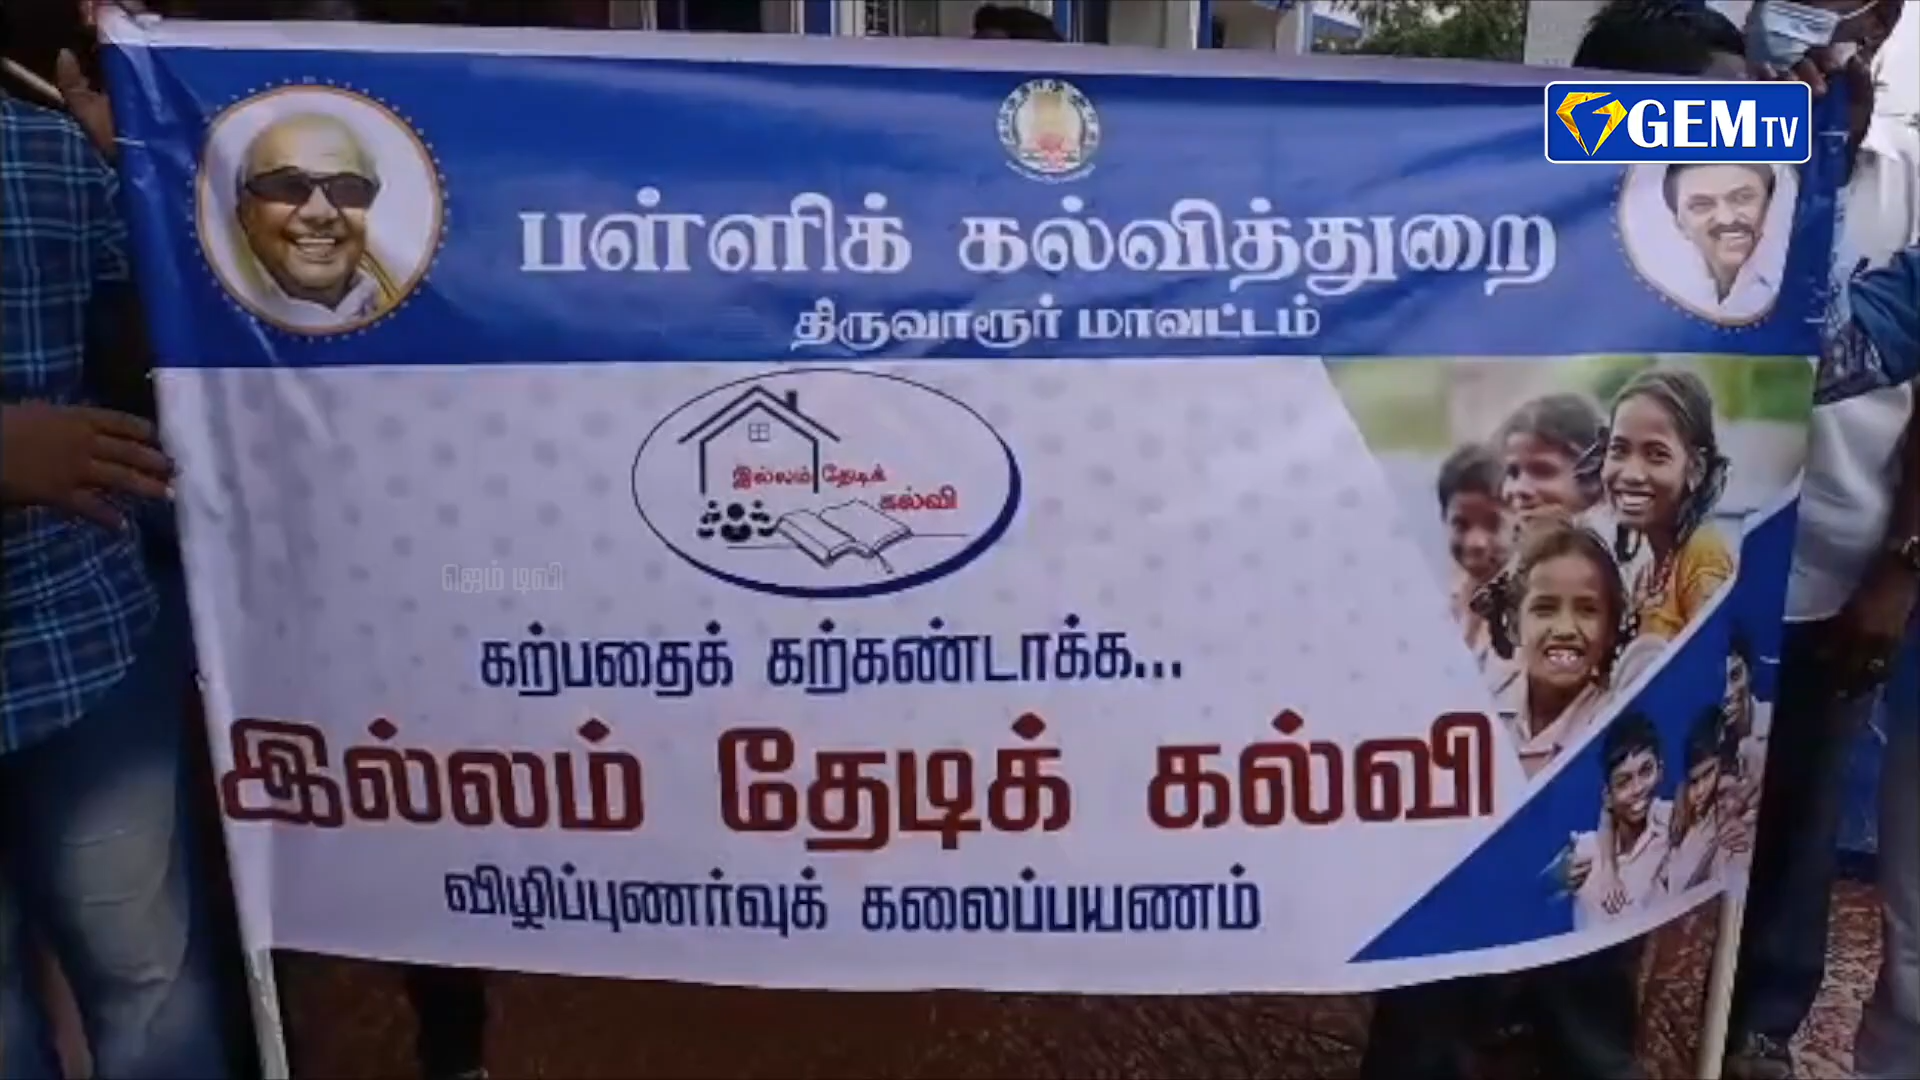 GEM TV
பள்ளிக் கல்வித்துறை
திருவாரூர் மாவட்டம்
இல்லம் தேடிக்
கல்வி
ஜெம் டிவி
கற்பதைக் கற்கண்டாக்க...
இல்லம் தேடிக் கல்வி
விழிப்புணர்வுக் கலைப்பயணம்